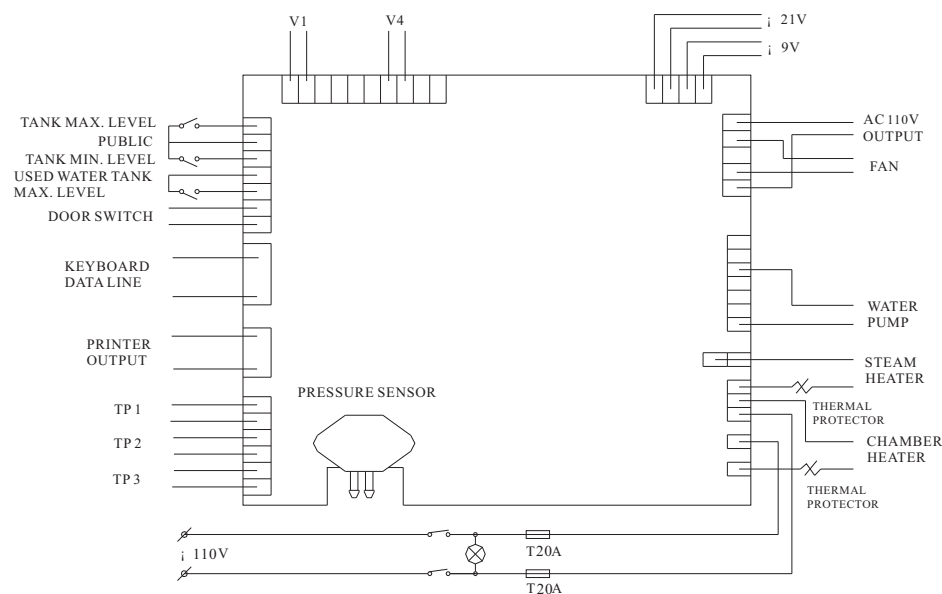 V1
V4
¡ 21V
¡ 9V
TANK MAX. LEVEL
PUBLIC
TANK MIN. LEVEL
USED WATER TANK
MAX. LEVEL
DOOR SWITCH
KEYBOARD
DATA LINE
PRINTER
OUTPUT
TP 1
TP 2
TP 3
PRESSURE SENSOR
AC 110V
OUTPUT
FAN
WATER
PUMP
STEAM
HEATER
THERMAL
PROTECTOR
CHAMBER
HEATER
THERMAL
PROTECTOR
¡ 110V
T20A
T20A